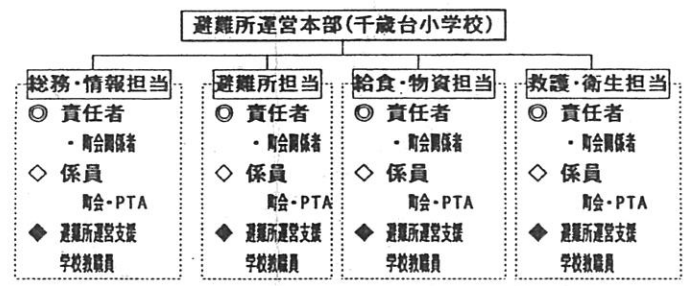 避難所運営本部(千歳台小学校)
総務・情報担当
◎ 責任者
・町会関係者
◇ 係員
町会・PTA
◆ 避難所運営支援
学校教職員
避難所担当
◎ 責任者
・町会関係者
◇ 係員
町会・PTA
◆ 避難所運営支援
学校教職員
給食・物資担当
◎ 責任者
・町会関係者
◇ 係員
町会・PTA
◆ 避難所運営支援
学校教職員
救護・衛生担当
◎ 責任者
・町会関係者
◇ 係員
町会・PTA
◆ 避難所運営支援
学校教職員